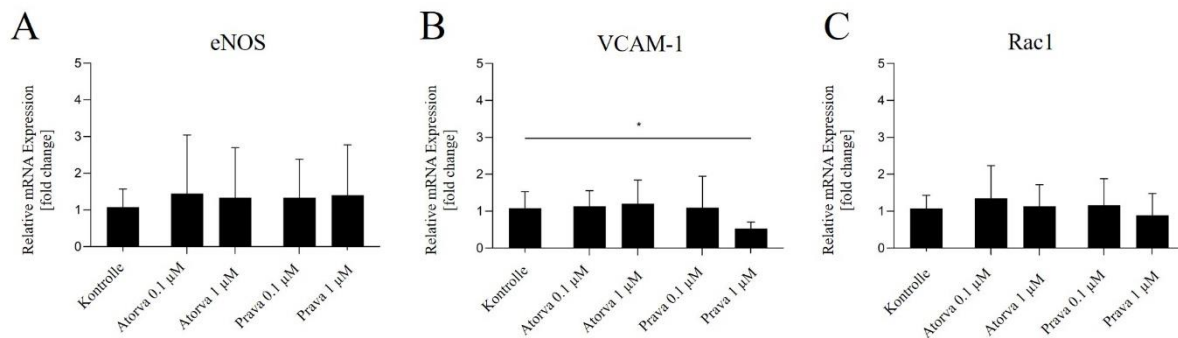 A
eNOS
Relative mRNA Expression
[fold change]
5
4
3
2
1
0
Kontrolle
Atorva 0.1 µM
Atorva 1 µM
Prava 0.1 µM
Prava 1 µM
B
VCAM-1
Relative mRNA Expression
[fold change]
5
4
3
2
1
0
*
Kontrolle
Atorva 0.1 µM
Atorva 1 µM
Prava 0.1 µM
Prava 1 µM
C
Rac1
Relative mRNA Expression
[fold change]
5
4
3
2
1
0
Kontrolle
Atorva 0.1 µM
Atorva 1 µM
Prava 0.1 µM
Prava 1 µM